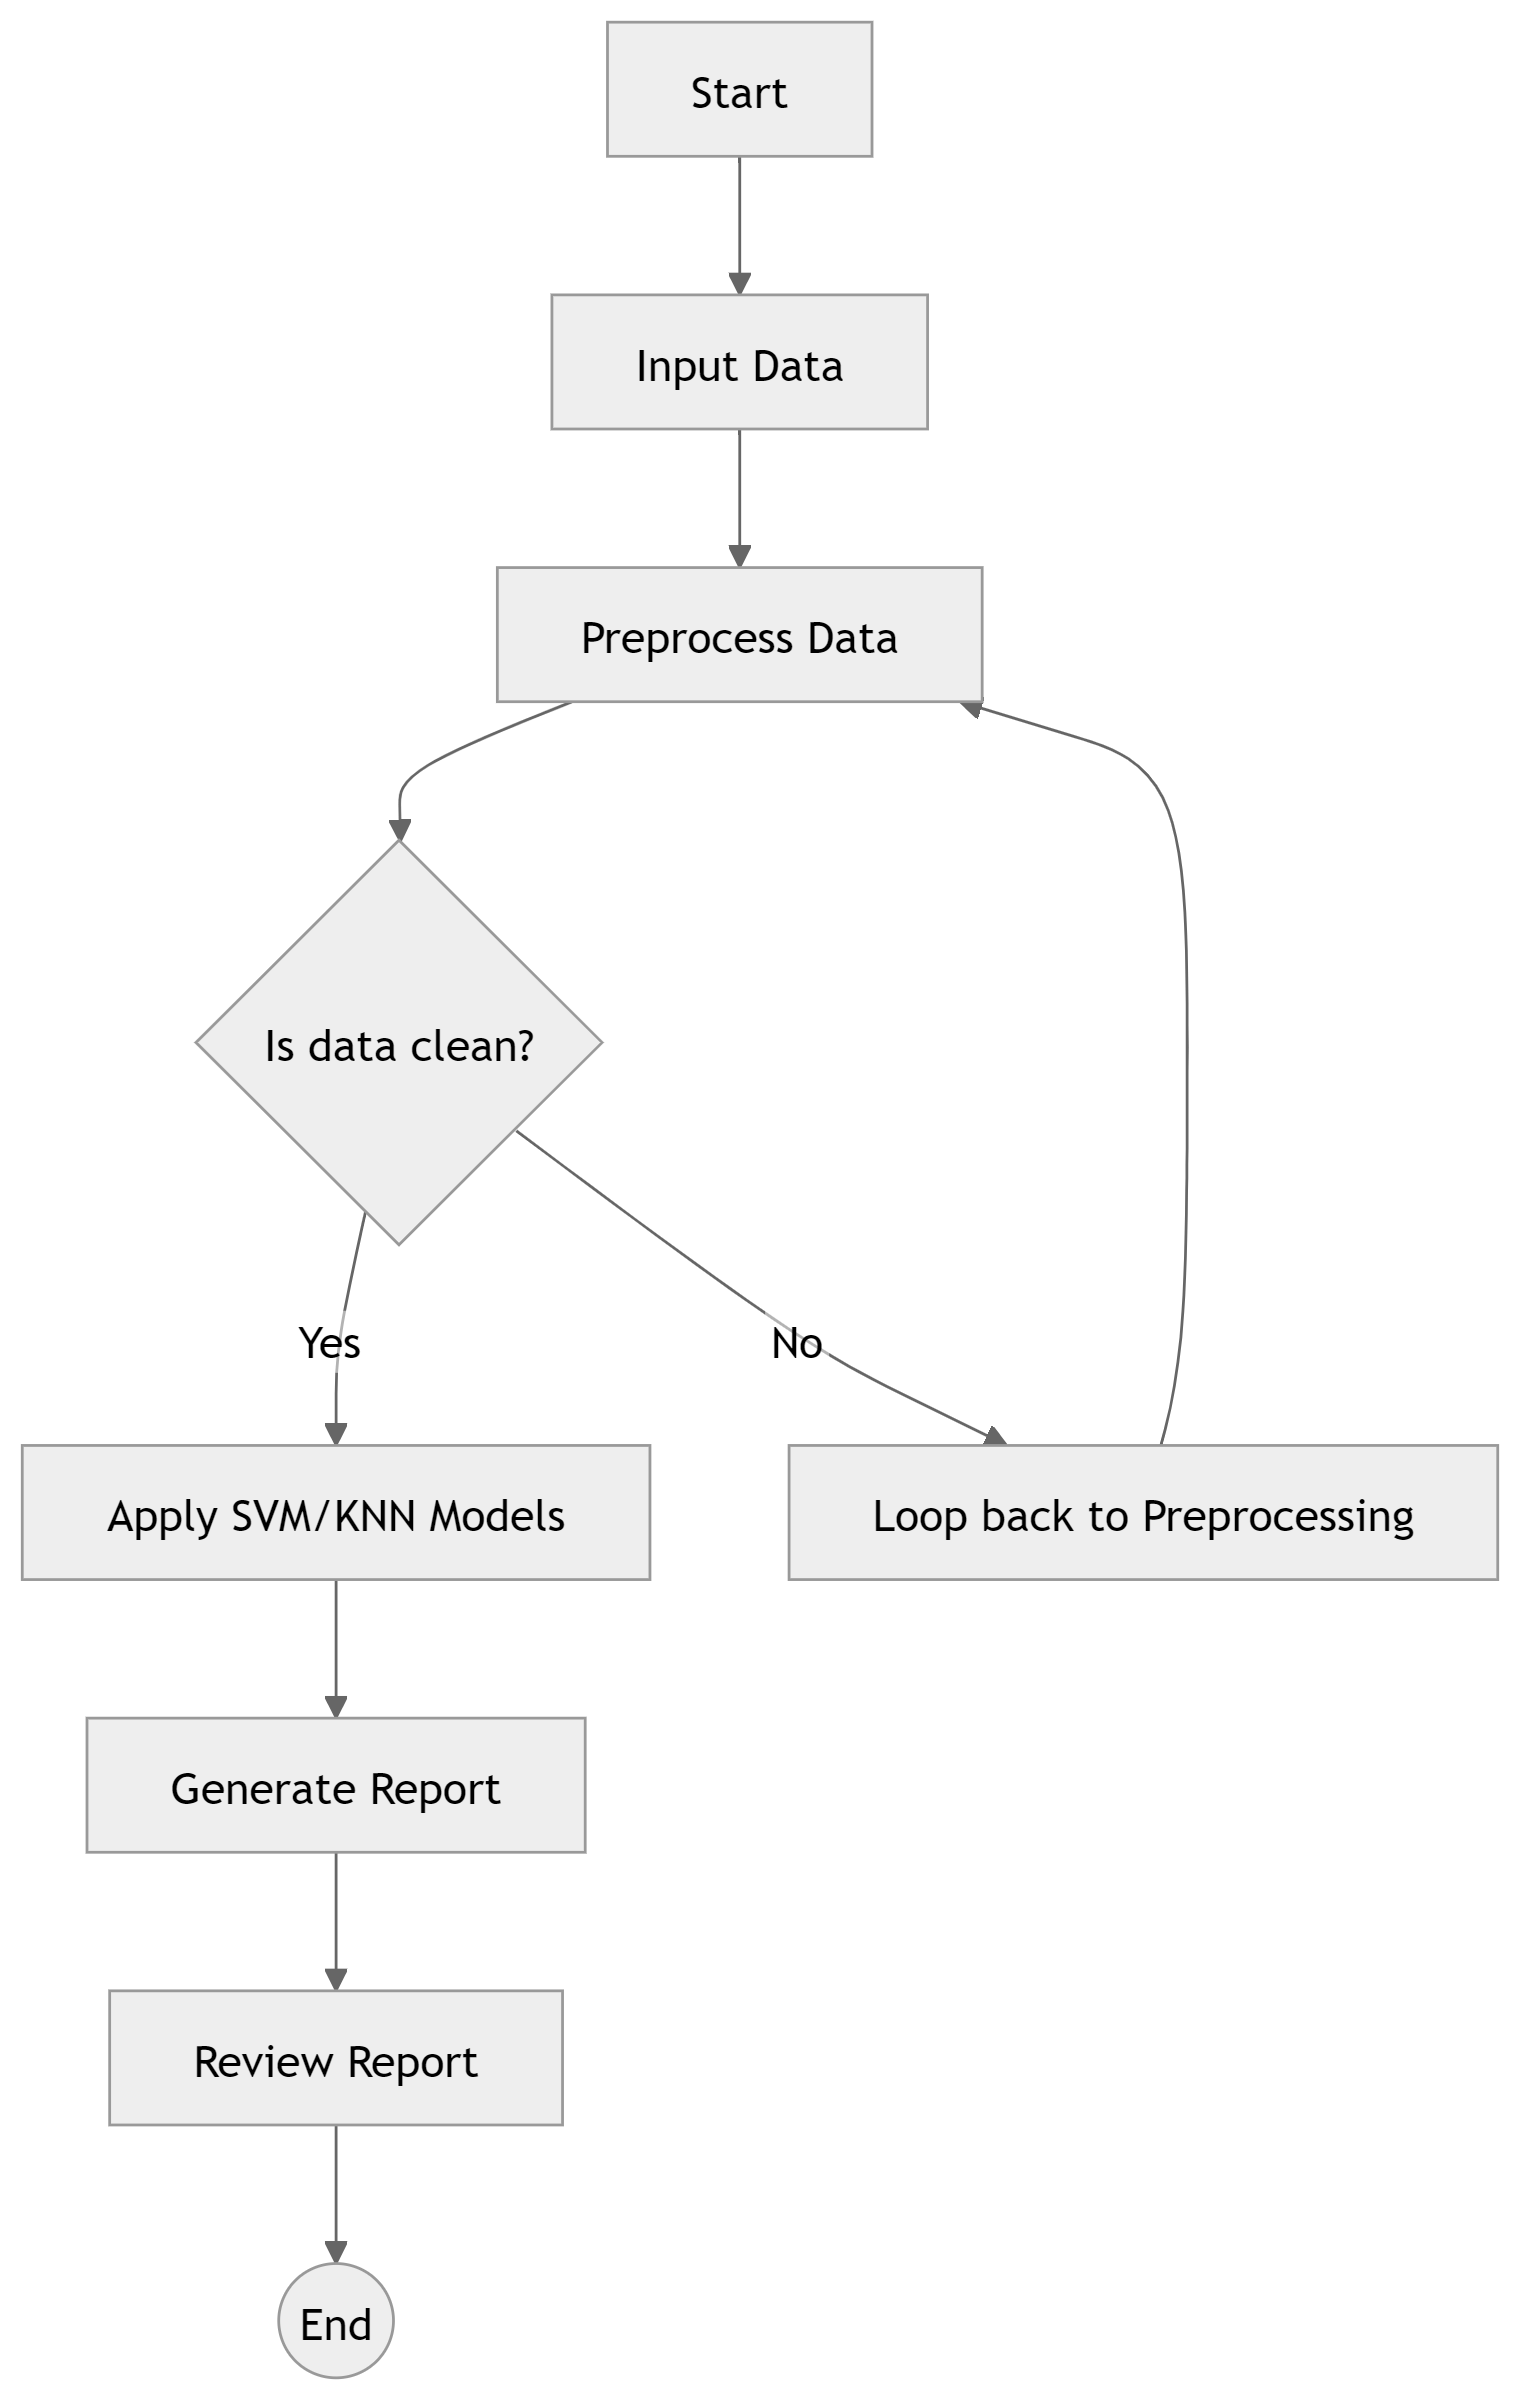 Start
Input Data
Preprocess Data
Is data clean?
Yes
No
Apply SVM/KNN Models
Loop back to Preprocessing
Generate Report
Review Report
End